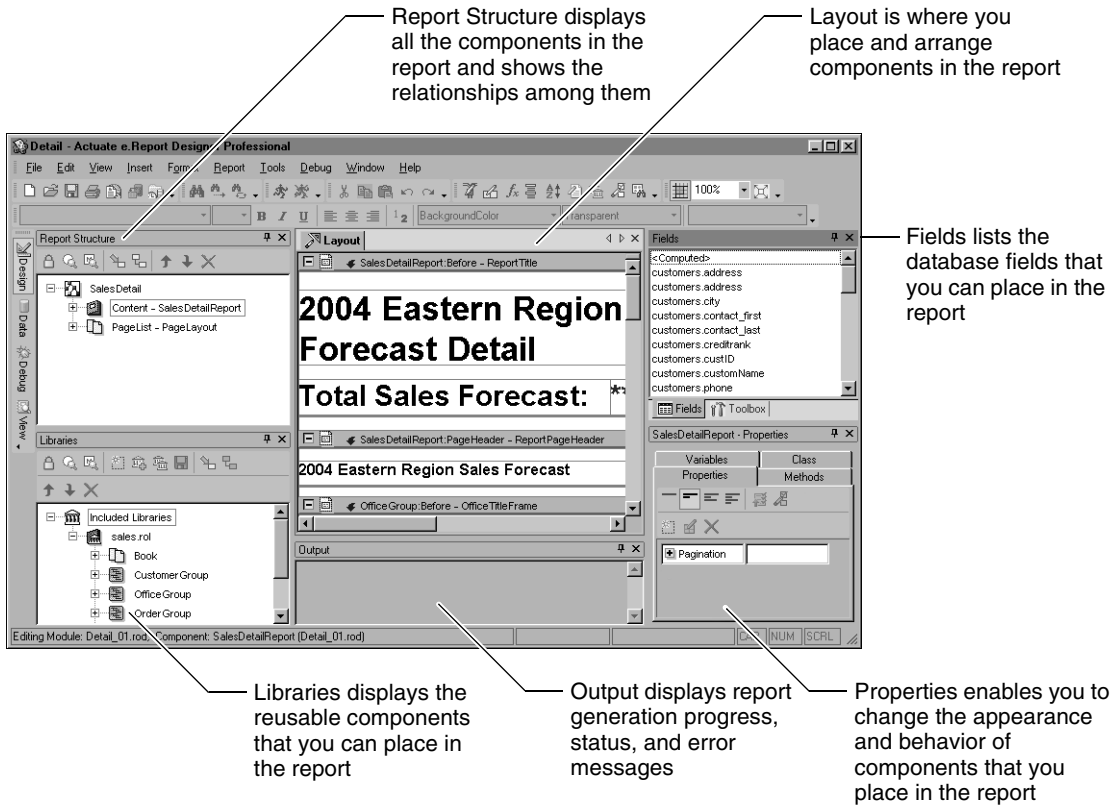 Report Structure displays
all the components in the
report and shows the
relationships among them
Layout is where you
place and arrange
components in the report
Detail - Actuate e.Report Designer Professional
File Edit View Insert Format Report Tools Debug Window Help
100%
B I U 1 2 BackgroundColor Transparent
Design
Data
Debug
View
Report Structure
SalesDetail
Content - SalesDetailReport
PageList - PageLayout
Layout
SalesDetailReport:Before - ReportTitle
2004 Eastern Region
Forecast Detail
Total Sales Forecast: **
SalesDetailReport:PageHeader - ReportPageHeader
2004 Eastern Region Sales Forecast
OfficeGroup:Before - OfficeTitleFrame
Fields
<Computed>
customers.address
customers.address
customers.city
customers.contact_first
customers.contact_last
customers.creditrank
customers.custID
customers.customName
customers.phone
Fields Toolbox
Fields lists the
database fields that
you can place in the
report
Libraries
Included Libraries
sales.rol
Book
CustomerGroup
OfficeGroup
OrderGroup
Output
SalesDetailReport - Properties
Variables Class
Properties Methods
Pagination
Editing Module: Detail_01.rod, Component: SalesDetailReport (Detail_01.rod)
CAP NUM SCRL
Libraries displays the
reusable components
that you can place in
the report
Output displays report
generation progress,
status, and error
messages
Properties enables you to
change the appearance
and behavior of
components that you
place in the report